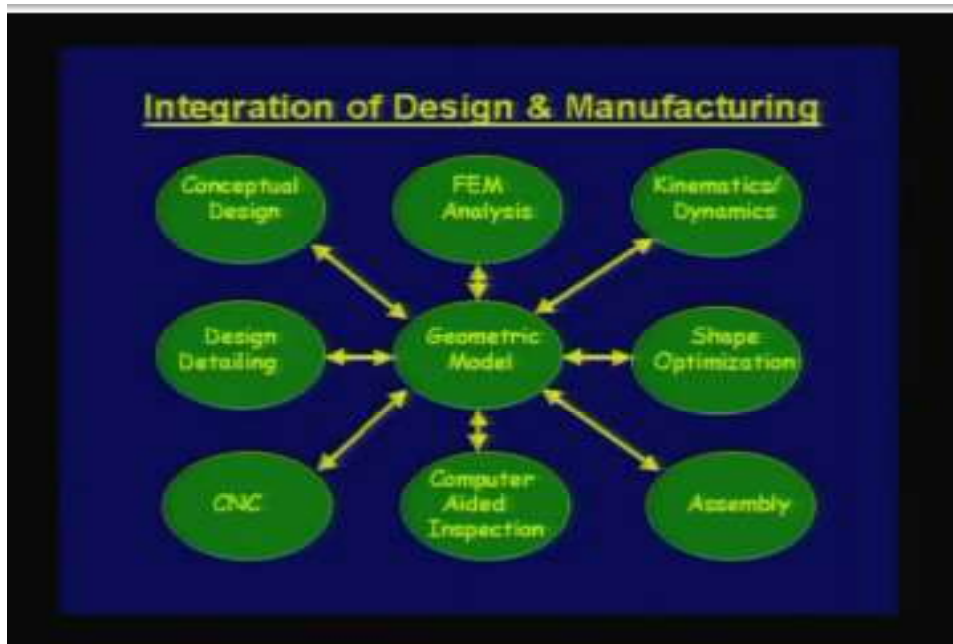 Integration of Design & Manufacturing
Conceptual
Design
FEM
Analysis
Kinematics/
Dynamics
Design
Detailing
Geometric
Model
Shape
Optimization
CNC
Computer
Aided
Inspection
Assembly